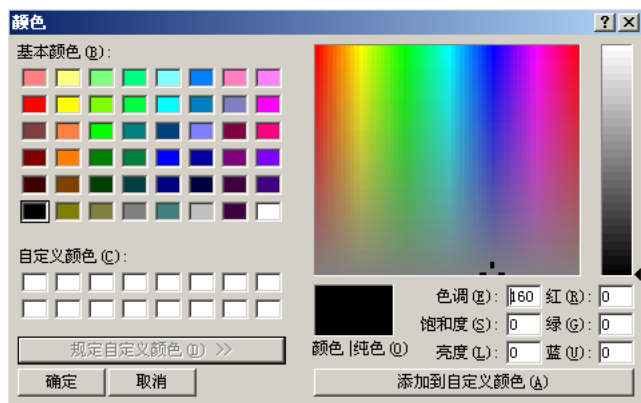 颜色
基本颜色(B):
自定义颜色(C):
规定自定义颜色(D) >>
确定
取消
颜色|纯色(O)
色调(E): 160
饱和度(S): 0
亮度(L): 0
红(R): 0
绿(G): 0
蓝(U): 0
添加到自定义颜色(A)